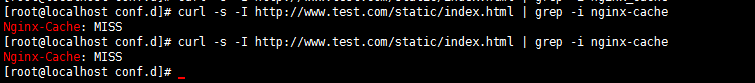 [root@localhost conf.d]# curl -s -I http://www.test.com/static/index.html | grep -i nginx-cache
Nginx-Cache: MISS
[root@localhost conf.d]# curl -s -I http://www.test.com/static/index.html | grep -i nginx-cache
Nginx-Cache: MISS
[root@localhost conf.d]#